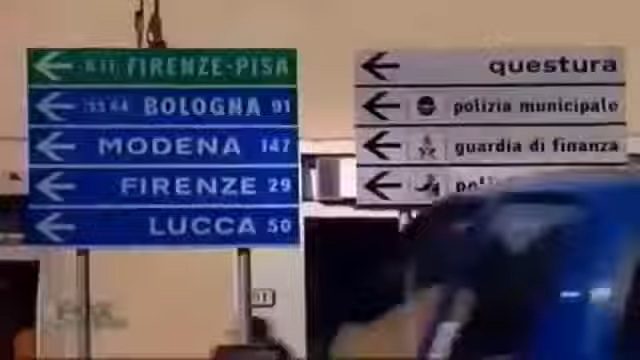 FIRENZE-PISA
BOLOGNA 91
MODENA 147
FIRENZE 29
LUCCA 50
questura
polizia municipale
guardia di finanza